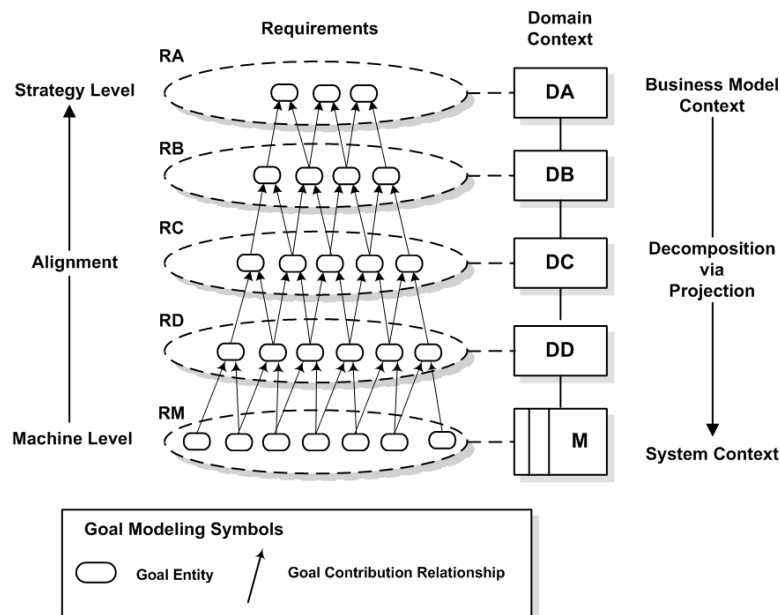 Requirements
Domain
Context
RA
Strategy Level
DA
Business Model
Context
RB
DB
RC
Alignment
DC
Decomposition
via
Projection
RD
DD
RM
Machine Level
M
System Context
Goal Modeling Symbols
Goal Entity
Goal Contribution Relationship